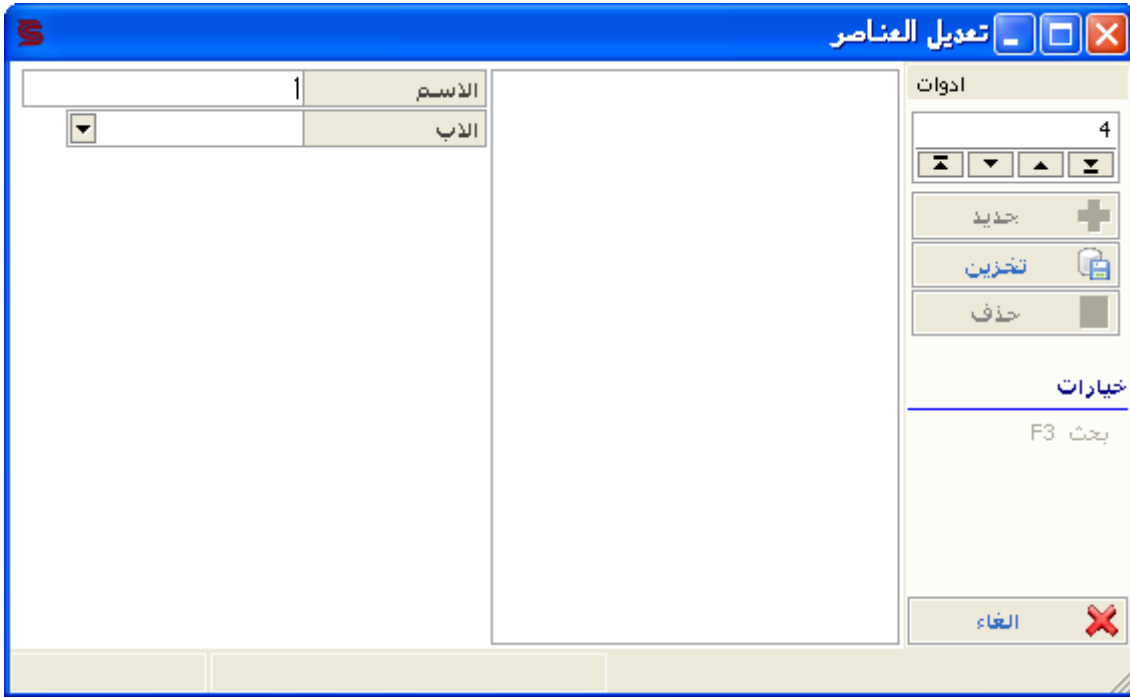 تعديل العناصر
ادوات
4
جديد
تخزين
حذف
خيارات
بحث F3
الغاء
الاسم
1
الاب